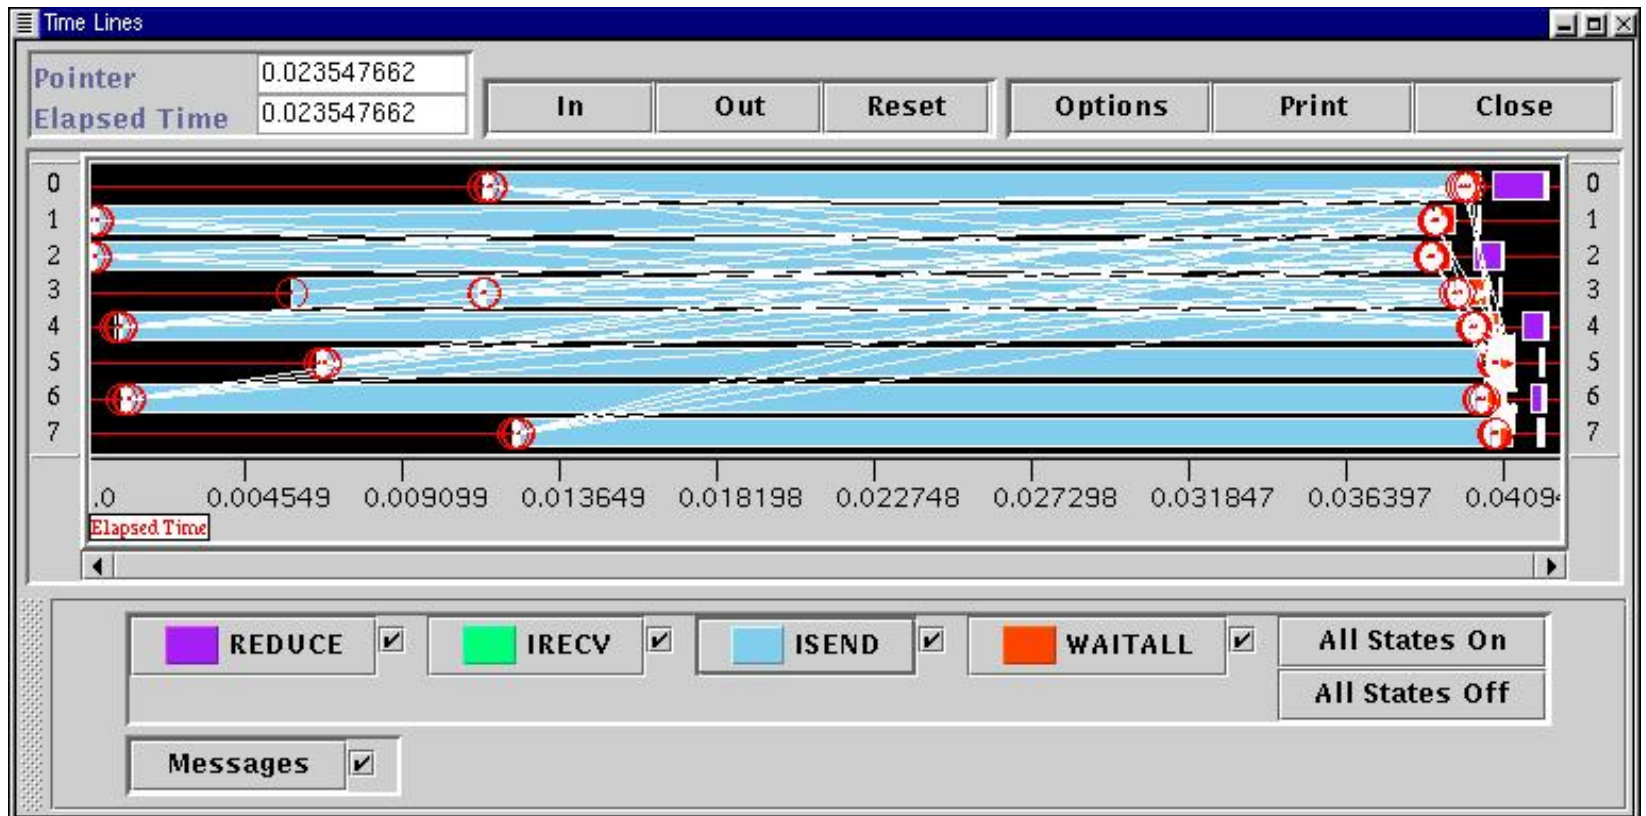 Time Lines
Pointer 0.023547662
Elapsed Time 0.023547662
In Out Reset Options Print Close
0 0
1 1
2 2
3 3
4 4
5 5
6 6
7 7
.0 0.004549 0.009099 0.013649 0.018198 0.022748 0.027298 0.031847 0.036397 0.04094
Elapsed Time
REDUCE IRECV ISEND WAITALL All States On
All States Off
Messages